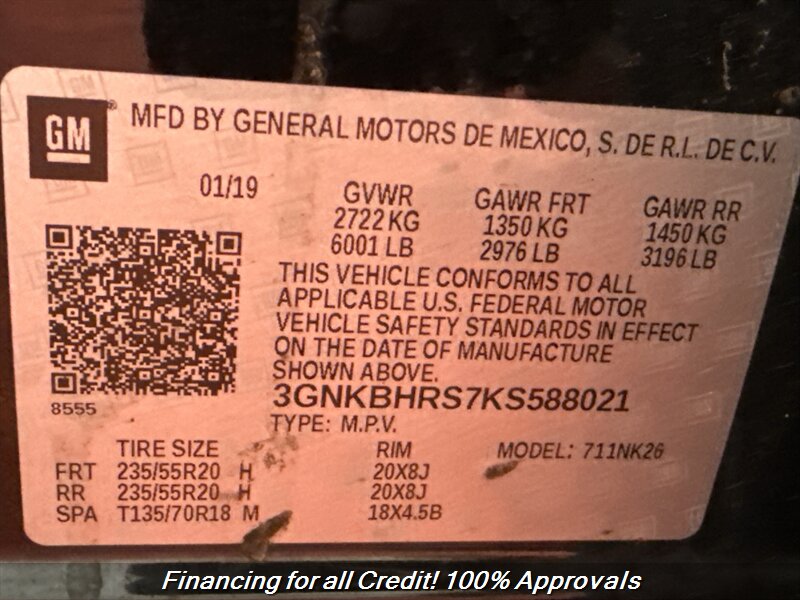 GM® MFD BY GENERAL MOTORS DE MEXICO, S. DE R.L. DE C.V.
01/19 GVWR GAWR FRT GAWR RR
2722 KG 1350 KG 1450 KG
6001 LB 2976 LB 3196 LB
THIS VEHICLE CONFORMS TO ALL
APPLICABLE U.S. FEDERAL MOTOR
VEHICLE SAFETY STANDARDS IN EFFECT
ON THE DATE OF MANUFACTURE
SHOWN ABOVE.
8555 3GNKBHRS7KS588021
TYPE: M.P.V.
TIRE SIZE RIM MODEL: 711NK26
FRT 235/55R20 H 20X8J
RR 235/55R20 H 20X8J
SPA T135/70R18 M 18X4.5B
Financing for all Credit! 100% Approvals